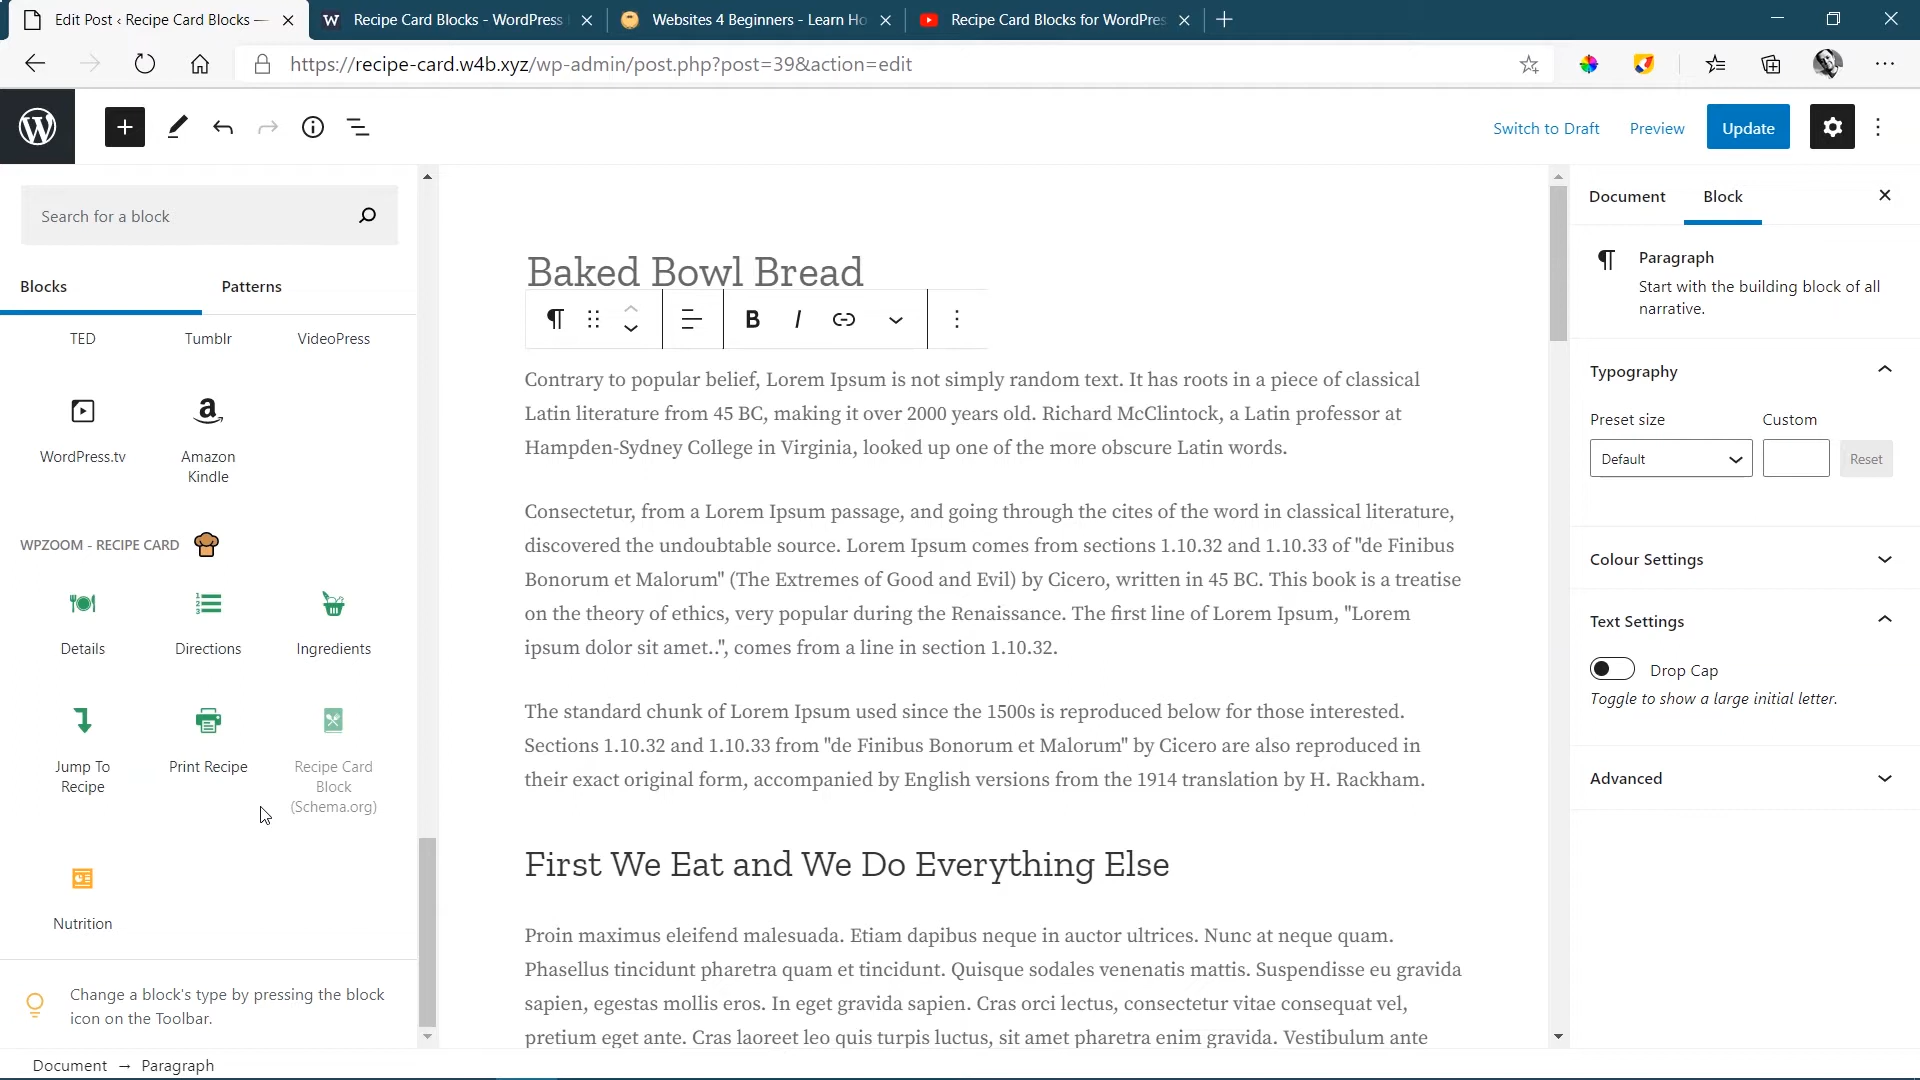 Edit Post ‹ Recipe Card Blocks —
Recipe Card Blocks - WordPress
Websites 4 Beginners - Learn Ho
Recipe Card Blocks for WordPres
https://recipe-card.w4b.xyz/wp-admin/post.php?post=39&action=edit
Switch to Draft
Preview
Update
Search for a block
Blocks
Patterns
TED
Tumblr
VideoPress
WordPress.tv
Amazon
Kindle
WPZOOM - RECIPE CARD
Details
Directions
Ingredients
Jump To
Recipe
Print Recipe
Recipe Card
Block
(Schema.org)
Nutrition
Change a block's type by pressing the block
icon on the Toolbar.
Document → Paragraph
Baked Bowl Bread
B I
Contrary to popular belief, Lorem Ipsum is not simply random text. It has roots in a piece of classical
Latin literature from 45 BC, making it over 2000 years old. Richard McClintock, a Latin professor at
Hampden-Sydney College in Virginia, looked up one of the more obscure Latin words.
Consectetur, from a Lorem Ipsum passage, and going through the cites of the word in classical literature,
discovered the undoubtable source. Lorem Ipsum comes from sections 1.10.32 and 1.10.33 of "de Finibus
Bonorum et Malorum" (The Extremes of Good and Evil) by Cicero, written in 45 BC. This book is a treatise
on the theory of ethics, very popular during the Renaissance. The first line of Lorem Ipsum, "Lorem
ipsum dolor sit amet..", comes from a line in section 1.10.32.
The standard chunk of Lorem Ipsum used since the 1500s is reproduced below for those interested.
Sections 1.10.32 and 1.10.33 from "de Finibus Bonorum et Malorum" by Cicero are also reproduced in
their exact original form, accompanied by English versions from the 1914 translation by H. Rackham.
First We Eat and We Do Everything Else
Proin maximus eleifend malesuada. Etiam dapibus neque in auctor ultrices. Nunc at neque quam.
Phasellus tincidunt pharetra quam et tincidunt. Quisque sodales venenatis mattis. Suspendisse eu gravida
sapien, egestas mollis eros. In eget gravida sapien. Cras orci lectus, consectetur vitae consequat vel,
pretium eget ante. Cras laoreet leo quis turpis luctus, sit amet pharetra enim gravida. Vestibulum ante
Document
Block
Paragraph
Start with the building block of all
narrative.
Typography
Preset size
Custom
Default
Reset
Colour Settings
Text Settings
Drop Cap
Toggle to show a large initial letter.
Advanced